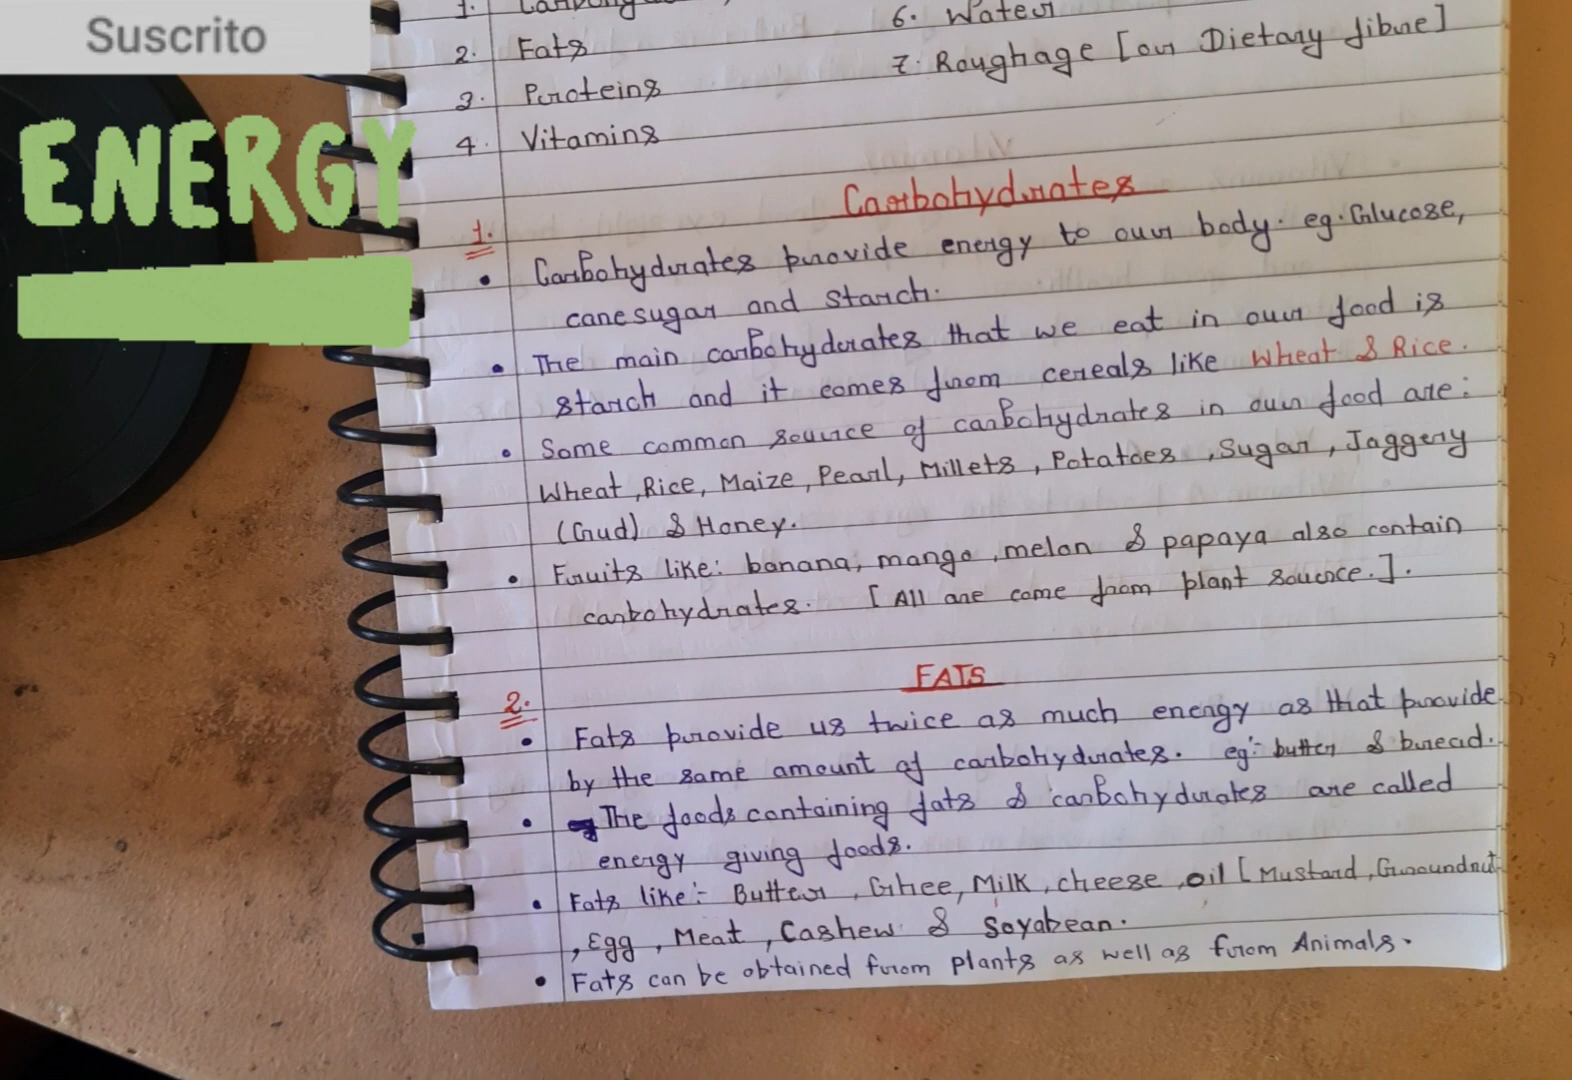 Suscrito
ENERGY
1.
2. Fats
3. Proteins
4. Vitamins
6. Water
7. Roughage [or Dietary fibre]
Carbohydrates
1.
• Carbohydrates provide energy to our body. eg. Glucose,
canesugar and starch.
• The main carbohydrates that we eat in our food is
starch and it comes from cereals like Wheat & Rice.
• Some common source of carbohydrates in our food are:
Wheat, Rice, Maize, Pearl, Millets, Potatoes, Sugar, Jaggery
(Gud) & Honey.
• Fruits like: banana, mango, melon & papaya also contain
carbohydrates. [All are come from plant source.].
FATS
2.
• Fats provide us twice as much energy as that provide
by the same amount of carbohydrates. eg:- butter & bread.
• The foods containing fats & carbohydrates are called
energy giving foods.
• Fats like:- Butter, Ghee, Milk, cheese, oil [Mustard, Groundnut
, Egg, Meat, Cashew & Soyabean.
• Fats can be obtained from plants as well as from Animals.